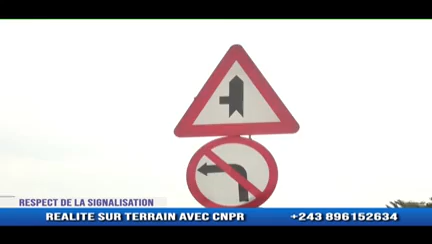 RESPECT DE LA SIGNALISATION
REALITE SUR TERRAIN AVEC CNPR +243 896152634